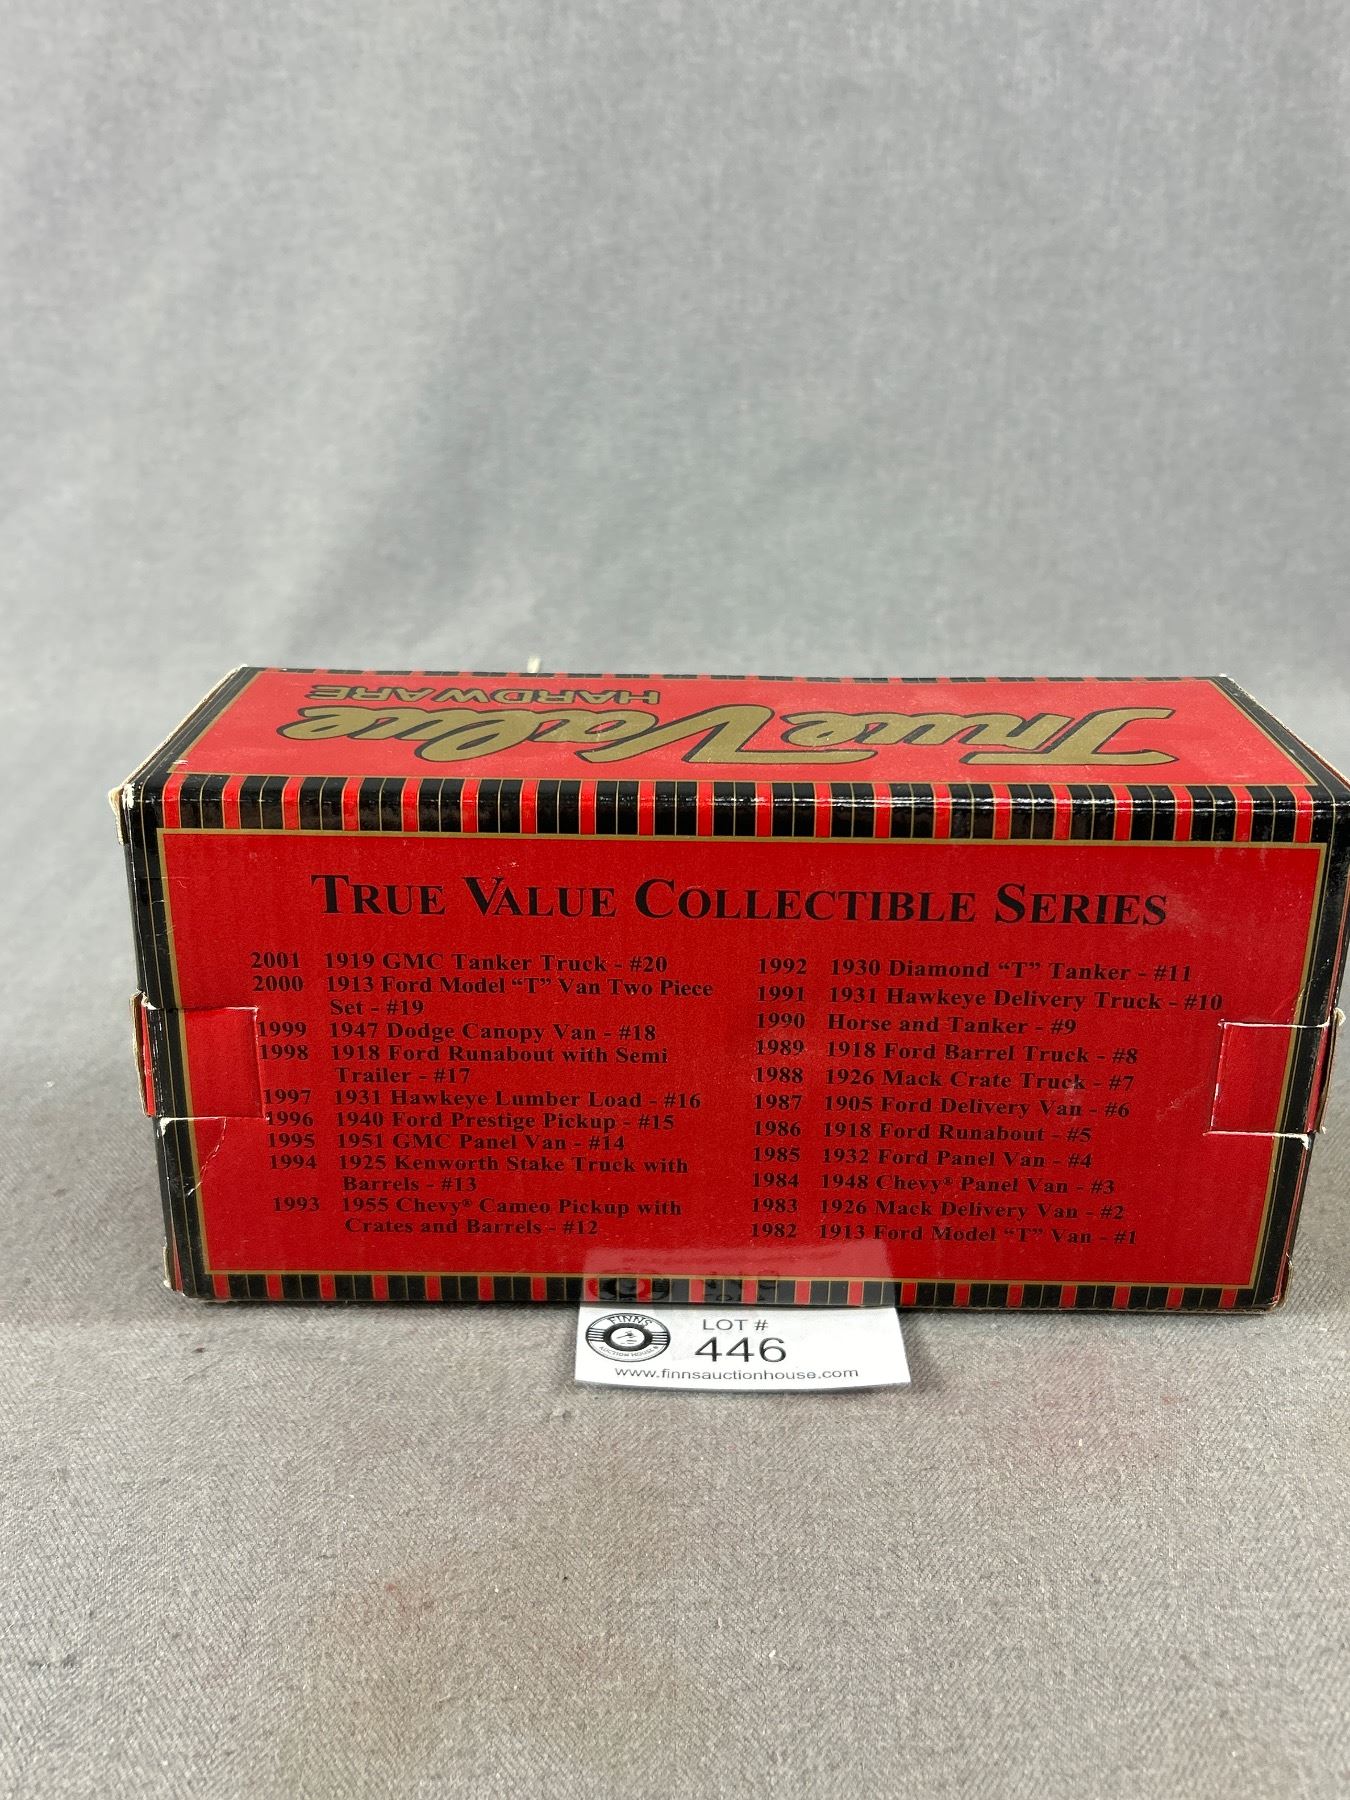 True Value
HARDWARE
TRUE VALUE COLLECTIBLE SERIES
2001 1919 GMC Tanker Truck - #20
2000 1913 Ford Model “T” Van Two Piece
Set - #19
1999 1947 Dodge Canopy Van - #18
1998 1918 Ford Runabout with Semi
Trailer - #17
1997 1931 Hawkeye Lumber Load - #16
1996 1940 Ford Prestige Pickup - #15
1995 1951 GMC Panel Van - #14
1994 1925 Kenworth Stake Truck with
Barrels - #13
1993 1955 Chevy® Cameo Pickup with
Crates and Barrels - #12
1992 1930 Diamond “T” Tanker - #11
1991 1931 Hawkeye Delivery Truck - #10
1990 Horse and Tanker - #9
1989 1918 Ford Barrel Truck - #8
1988 1926 Mack Crate Truck - #7
1987 1905 Ford Delivery Van - #6
1986 1918 Ford Runabout - #5
1985 1932 Ford Panel Van - #4
1984 1948 Chevy® Panel Van - #3
1983 1926 Mack Delivery Van - #2
1982 1913 Ford Model “T” Van - #1
FINNS
AUCTION HOUSE
LOT #
446
www.finnsauctionhouse.com